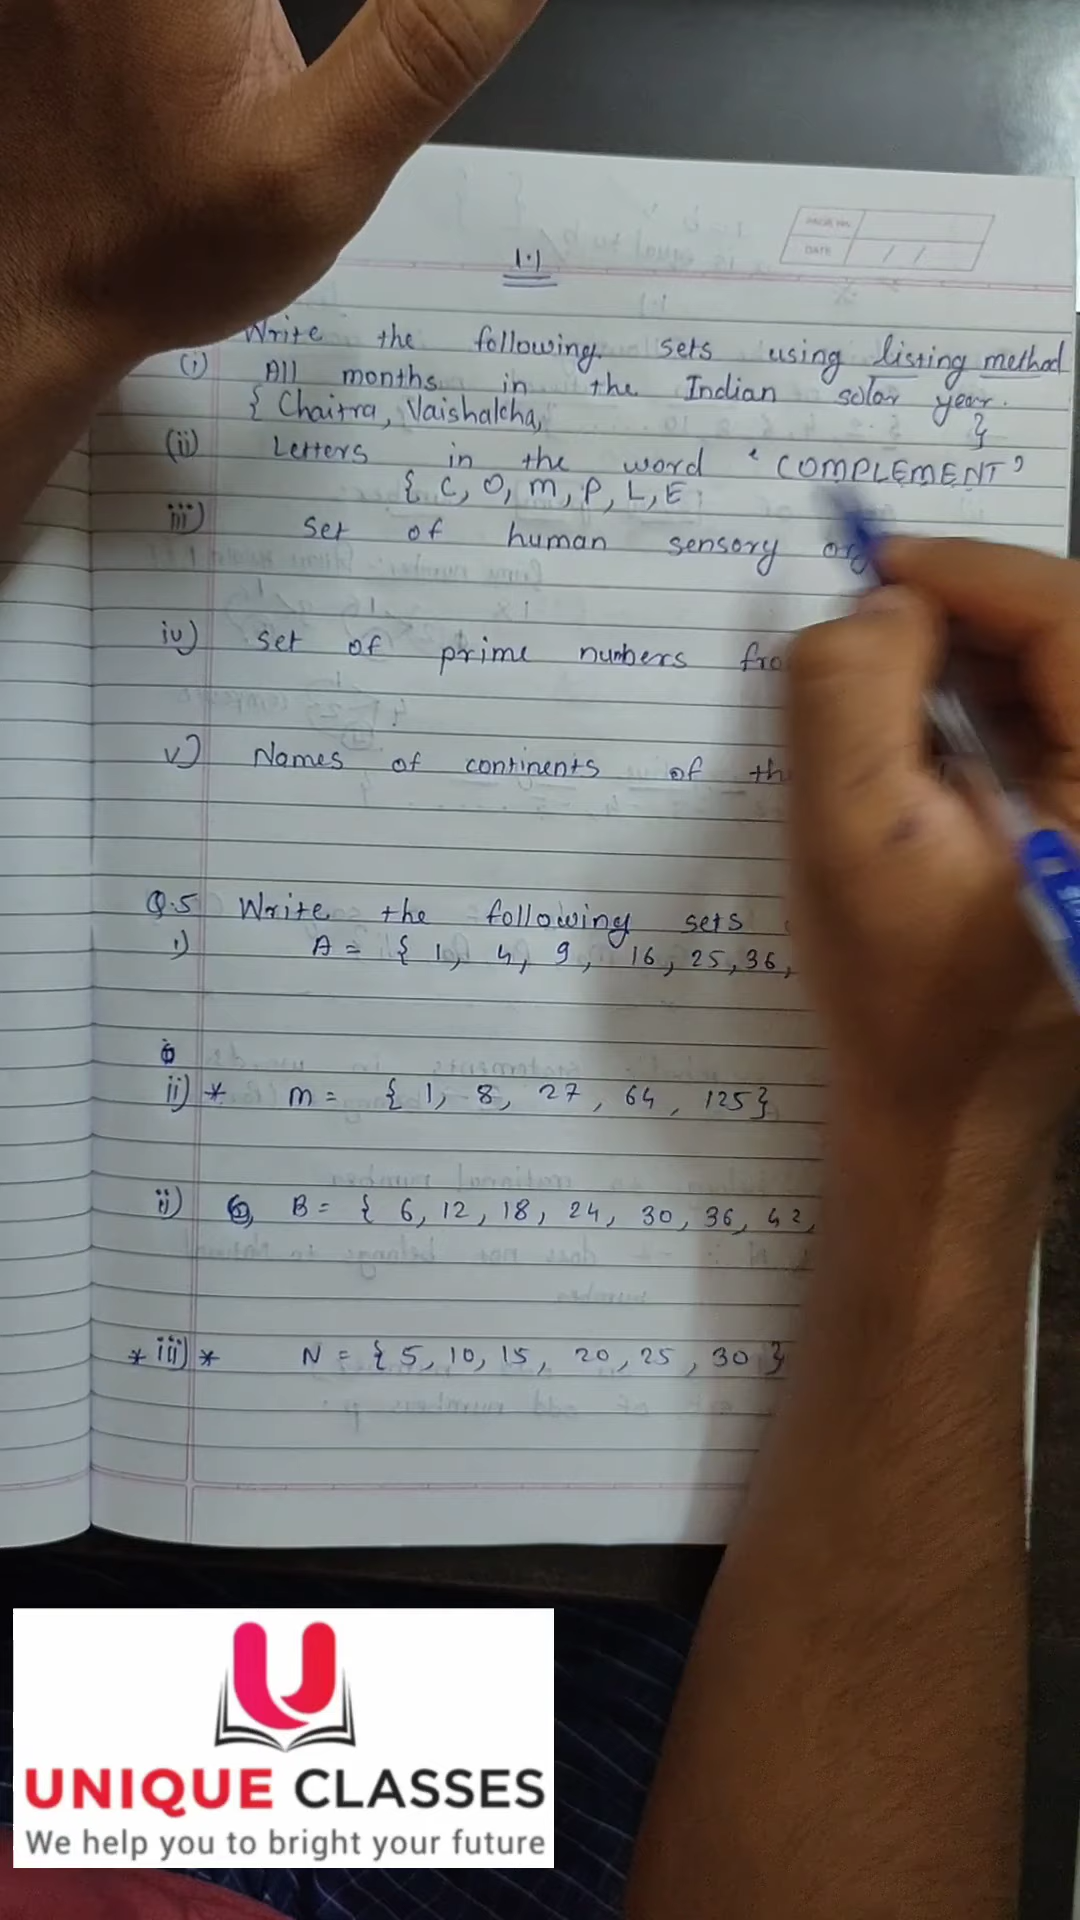 PAGE No.
DATE / /
1.1
Write the following sets using listing method
(i) All months in the Indian solar year.
{ Chaitra, Vaishakha, }
(ii) Letters in the word 'COMPLEMENT'
{ C, O, M, P, L, E
iii) set of human sensory
iv) set of prime numbers
v) Names of continents of
Q.5 Write the following sets
i) A = { 1, 4, 9, 16, 25, 36,
ii) * M = { 1, 8, 27, 64, 125 }
ii) B = { 6, 12, 18, 24, 30, 36, 42,
* iii) * N = { 5, 10, 15, 20, 25, 30 }
UNIQUE CLASSES
We help you to bright your future